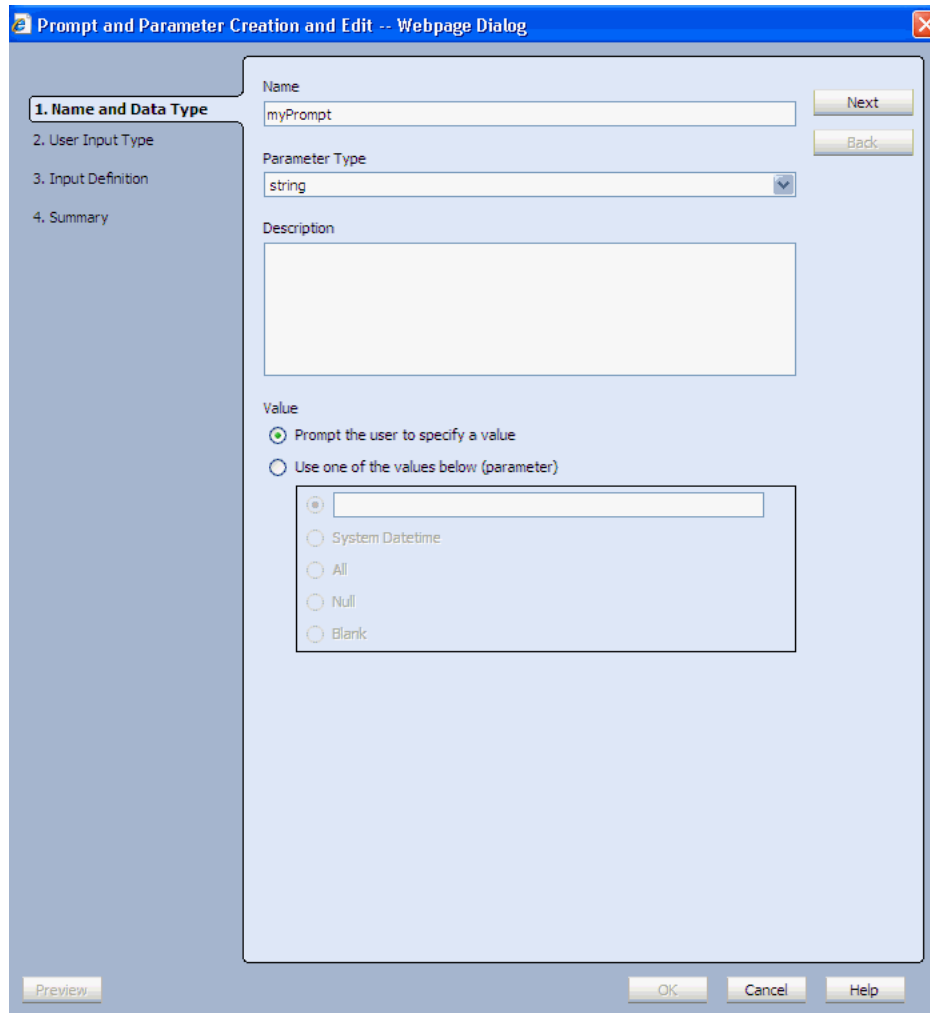 Prompt and Parameter Creation and Edit -- Webpage Dialog
1. Name and Data Type
2. User Input Type
3. Input Definition
4. Summary
Name
myPrompt
Next
Back
Parameter Type
string
Description
Value
Prompt the user to specify a value
Use one of the values below (parameter)
System Datetime
All
Null
Blank
Preview
OK
Cancel
Help